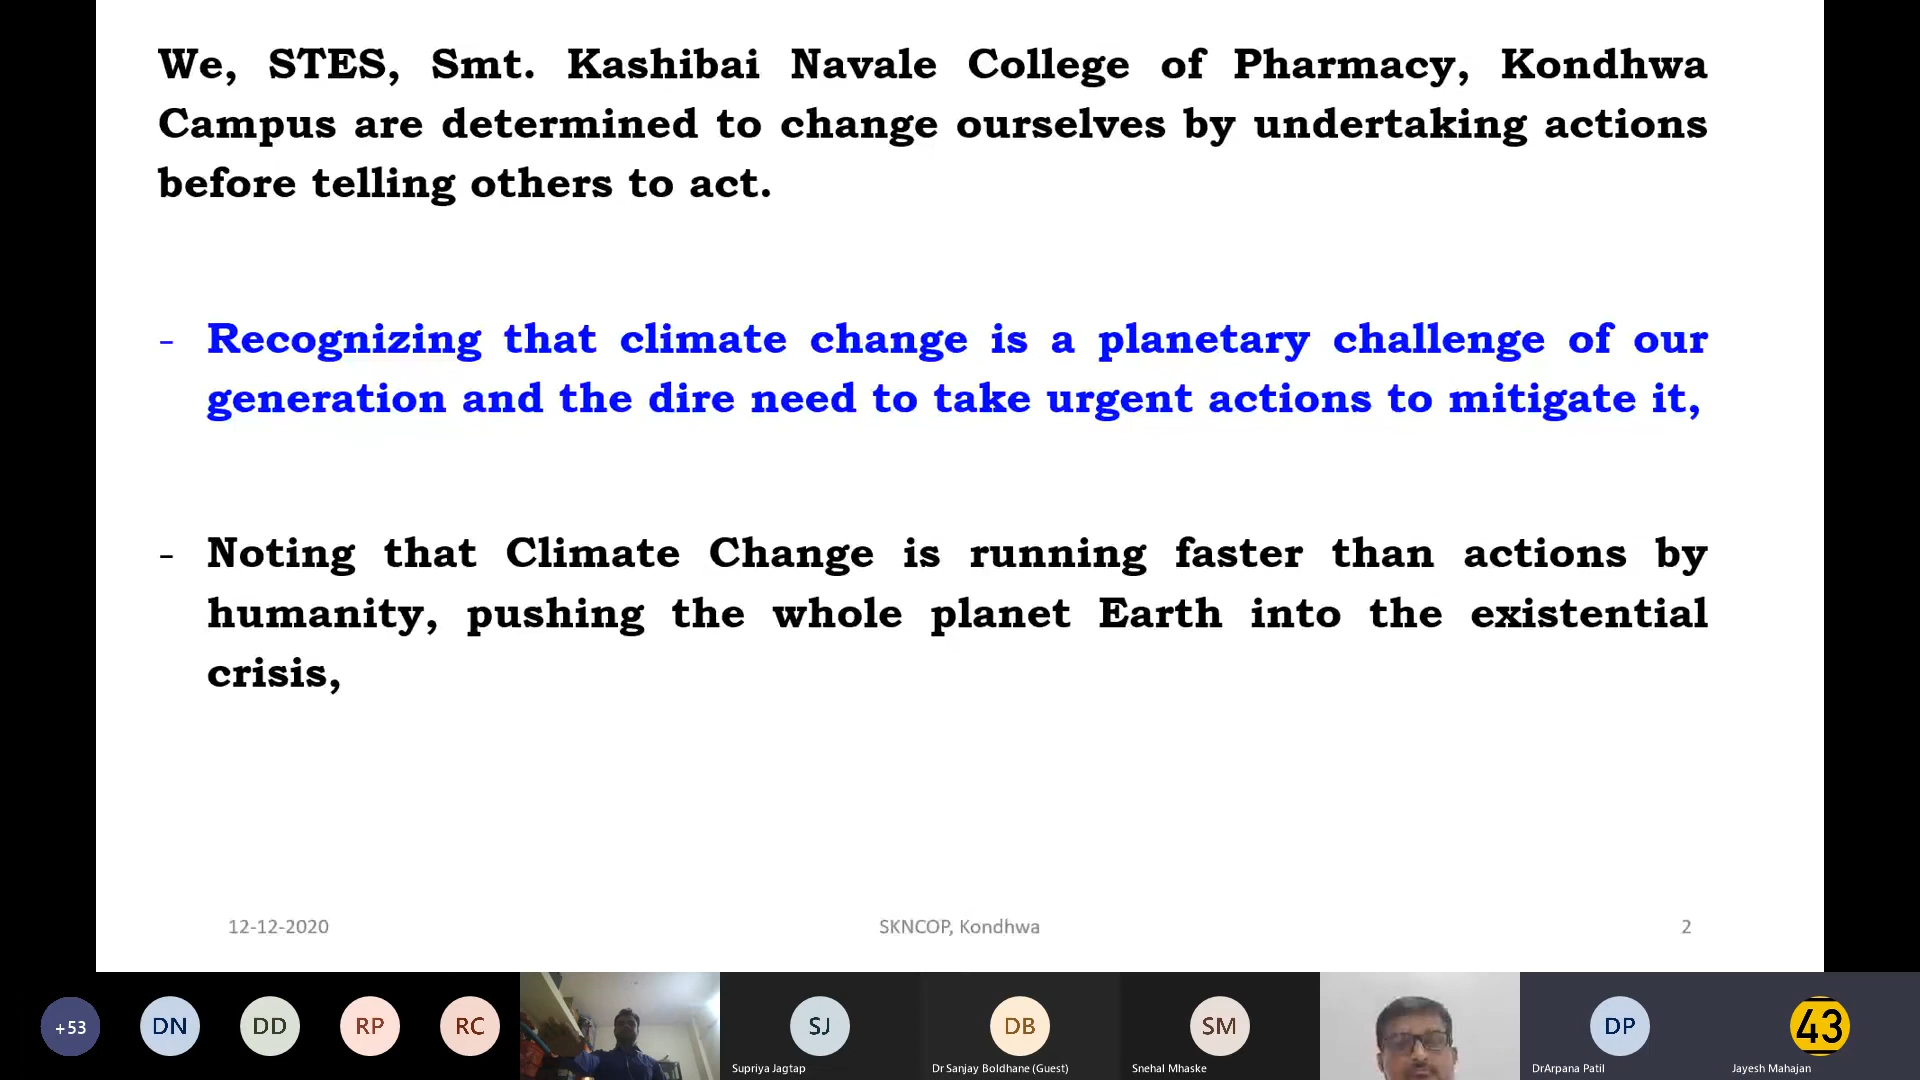 We, STES, Smt. Kashibai Navale College of Pharmacy, Kondhwa
Campus are determined to change ourselves by undertaking actions
before telling others to act.
- Recognizing that climate change is a planetary challenge of our
generation and the dire need to take urgent actions to mitigate it,
- Noting that Climate Change is running faster than actions by
humanity, pushing the whole planet Earth into the existential
crisis,
12-12-2020
SKNCOP, Kondhwa
2
+53
DN
DD
RP
RC
SJ
Supriya Jagtap
DB
Dr Sanjay Boldhane (Guest)
SM
Snehal Mhaske
DP
DrArpana Patil
43
Jayesh Mahajan